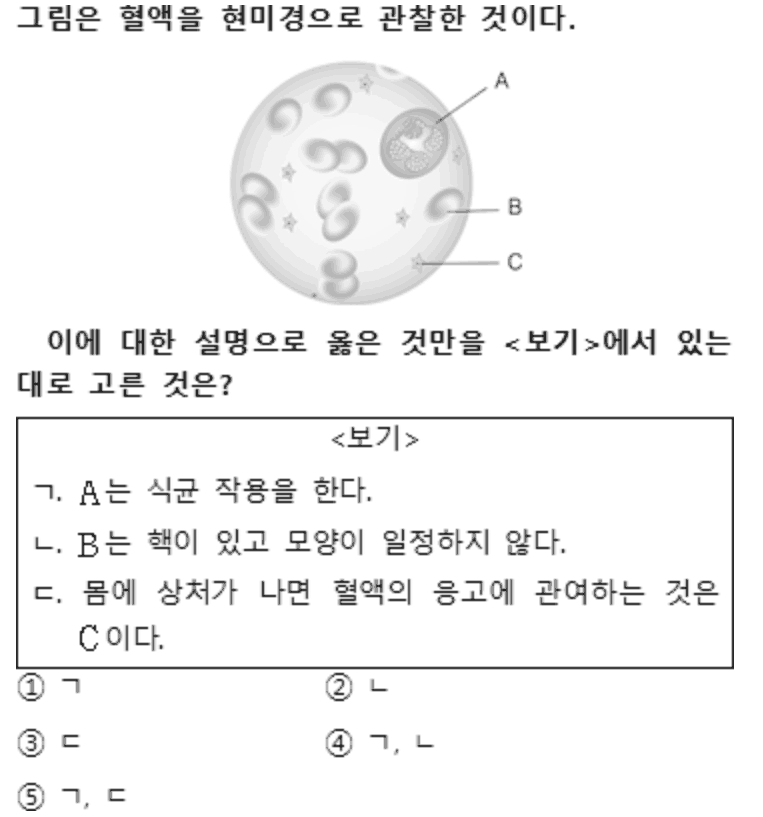 그림은 혈액을 현미경으로 관찰한 것이다.
A
B
C
이에 대한 설명으로 옳은 것만을 <보기>에서 있는
대로 고른 것은?
<보기>
ㄱ. A는 식균 작용을 한다.
ㄴ. B는 핵이 있고 모양이 일정하지 않다.
ㄷ. 몸에 상처가 나면 혈액의 응고에 관여하는 것은
C이다.
① ㄱ ② ㄴ
③ ㄷ ④ ㄱ, ㄴ
⑤ ㄱ, ㄷ